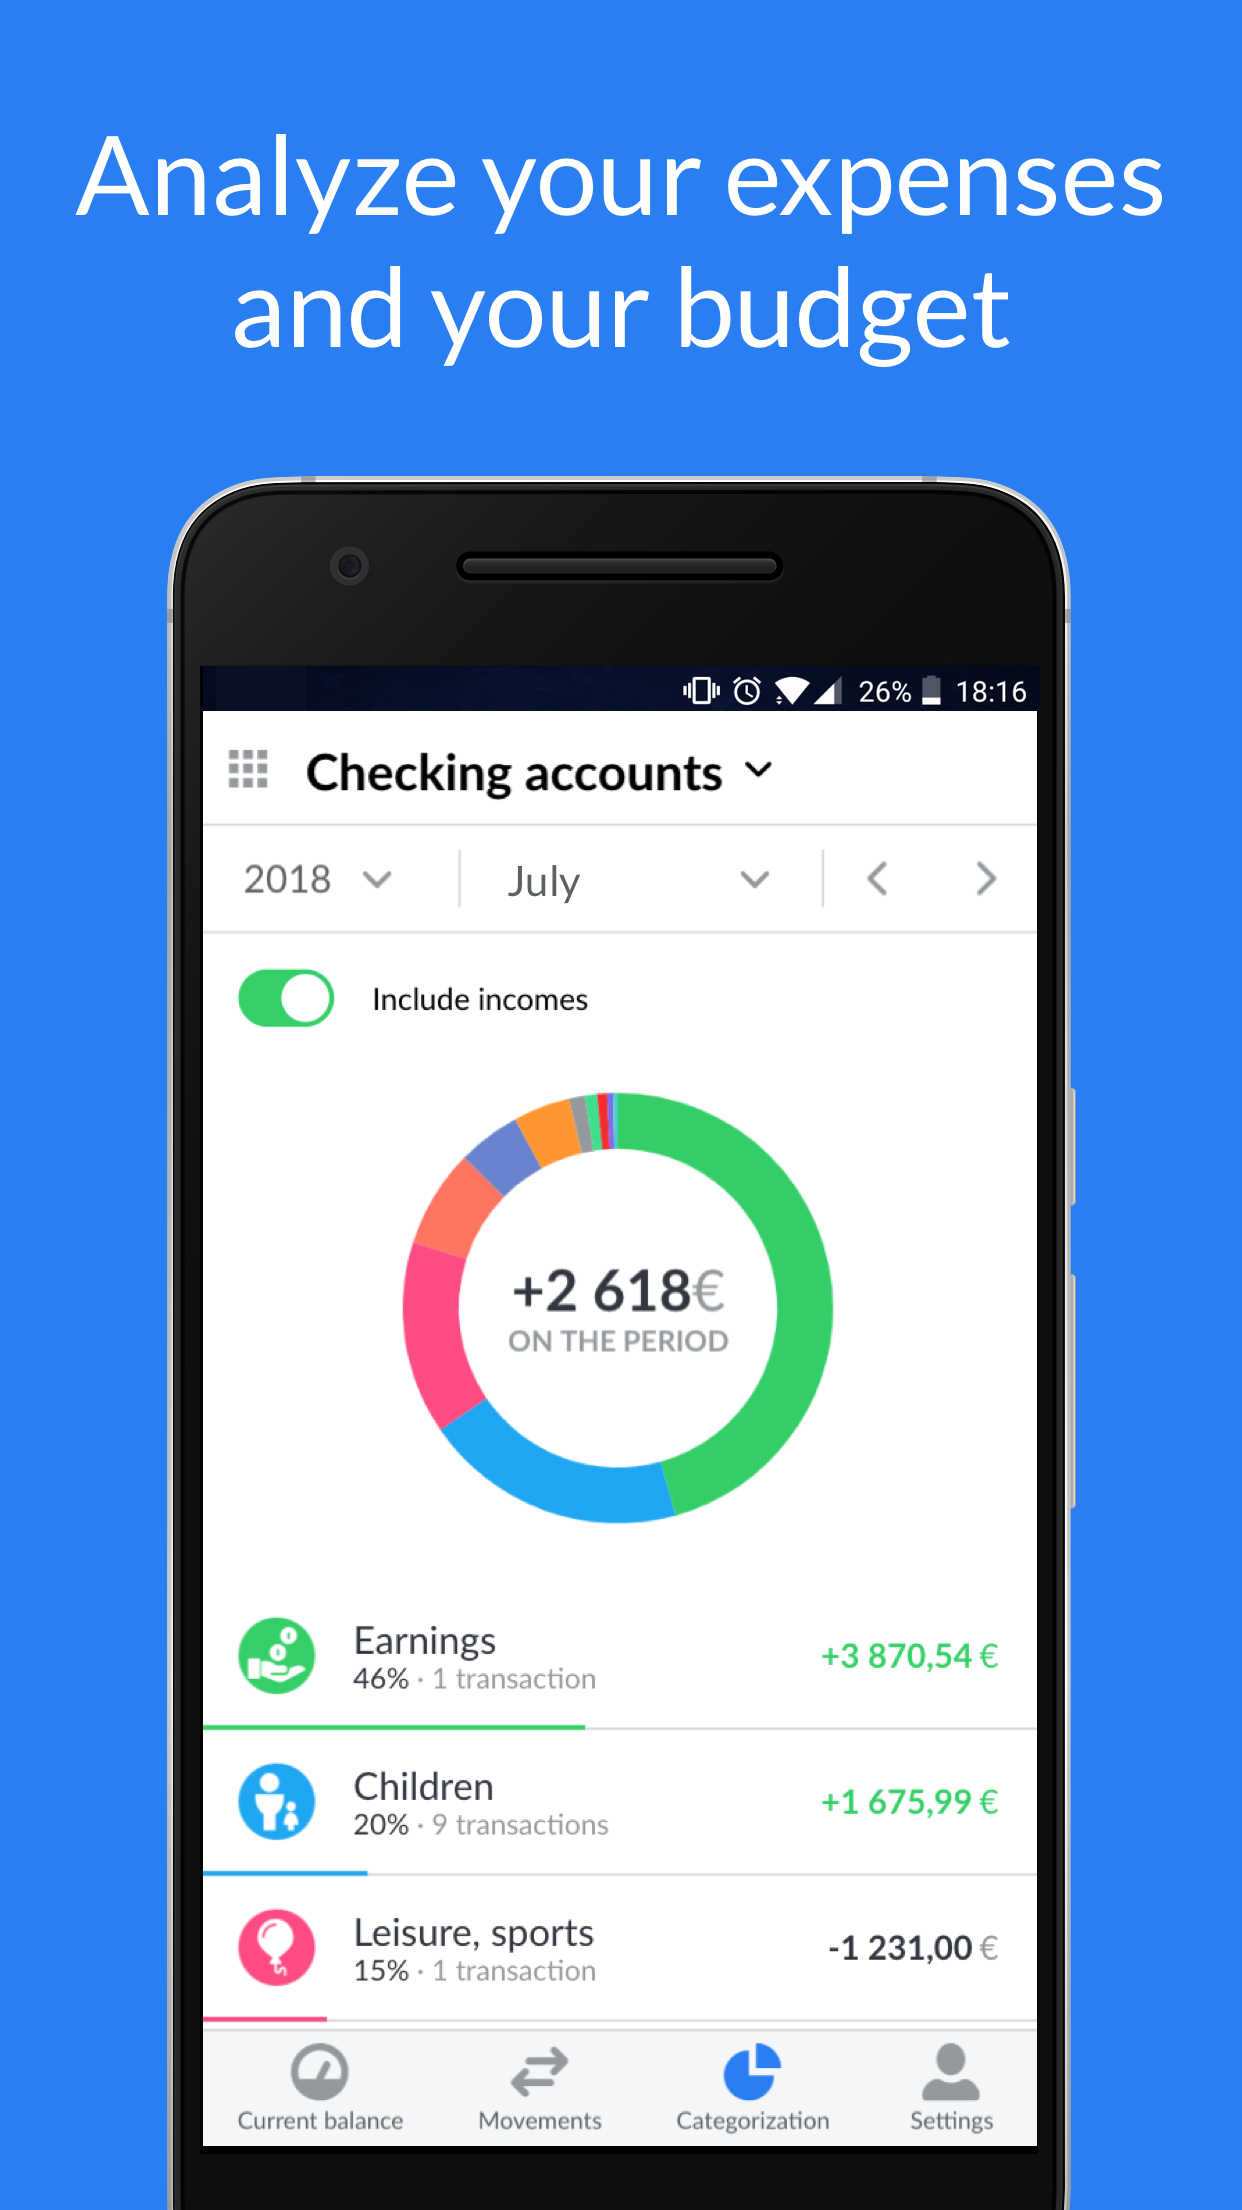 Analyze your expenses
and your budget
26% 18:16
Checking accounts
2018 July
Include incomes
+2 618€
ON THE PERIOD
Earnings
46% · 1 transaction
+3 870,54 €
Children
20% · 9 transactions
+1 675,99 €
Leisure, sports
15% · 1 transaction
-1 231,00 €
Current balance Movements Categorization Settings